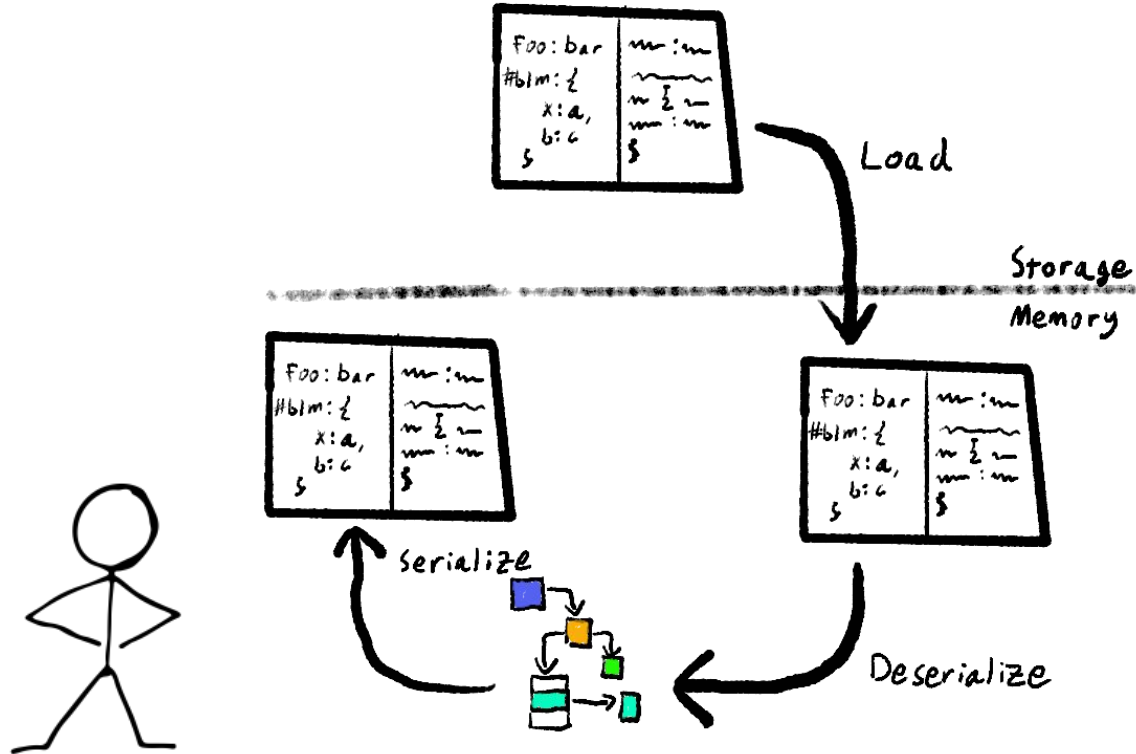 Foo: bar
#blm: {
x: a,
b: c
}
Load
Storage
Memory
Foo: bar
#blm: {
x: a,
b: c
}
Foo: bar
#blm: {
x: a,
b: c
}
Serialize
Deserialize